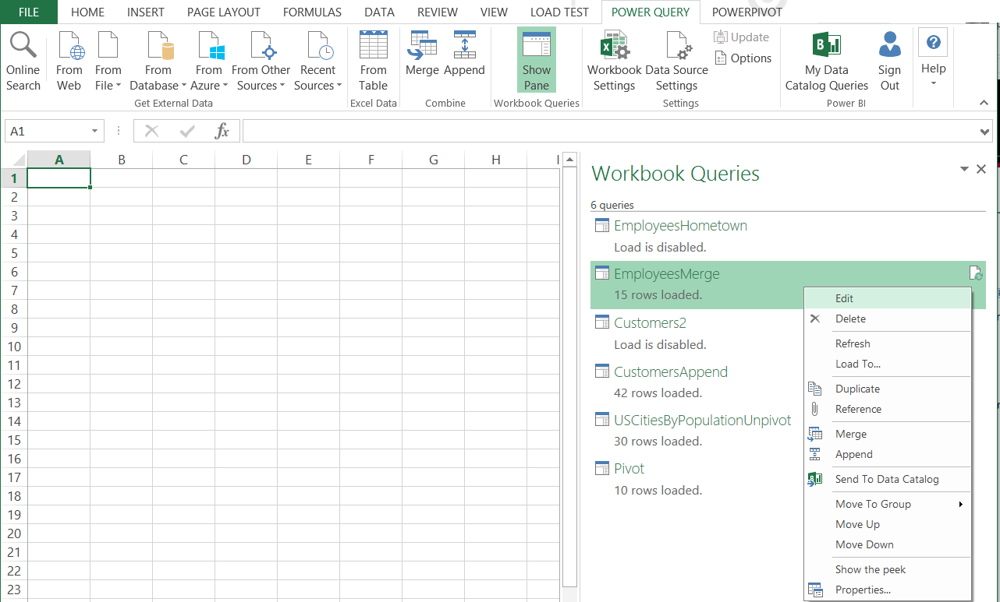 FILE HOME INSERT PAGE LAYOUT FORMULAS DATA REVIEW VIEW LOAD TEST POWER QUERY POWERPIVOT
Online Search
From Web
From File
From Database
From Azure
From Other Sources
Recent Sources
Get External Data
From Table
Excel Data
Merge
Append
Combine
Show Pane
Workbook Queries
Workbook Settings
Data Source Settings
Update
Options
Settings
My Data Catalog Queries
Sign Out
Power BI
Help
A1
fx
A B C D E F G H I
1
2
3
4
5
6
7
8
9
10
11
12
13
14
15
16
17
18
19
20
21
22
23
Workbook Queries
6 queries
EmployeesHometown
Load is disabled.
EmployeesMerge
15 rows loaded.
Customers2
Load is disabled.
CustomersAppend
42 rows loaded.
USCitiesByPopulationUnpivot
30 rows loaded.
Pivot
10 rows loaded.
Edit
Delete
Refresh
Load To...
Duplicate
Reference
Merge
Append
Send To Data Catalog
Move To Group
Move Up
Move Down
Show the peek
Properties...